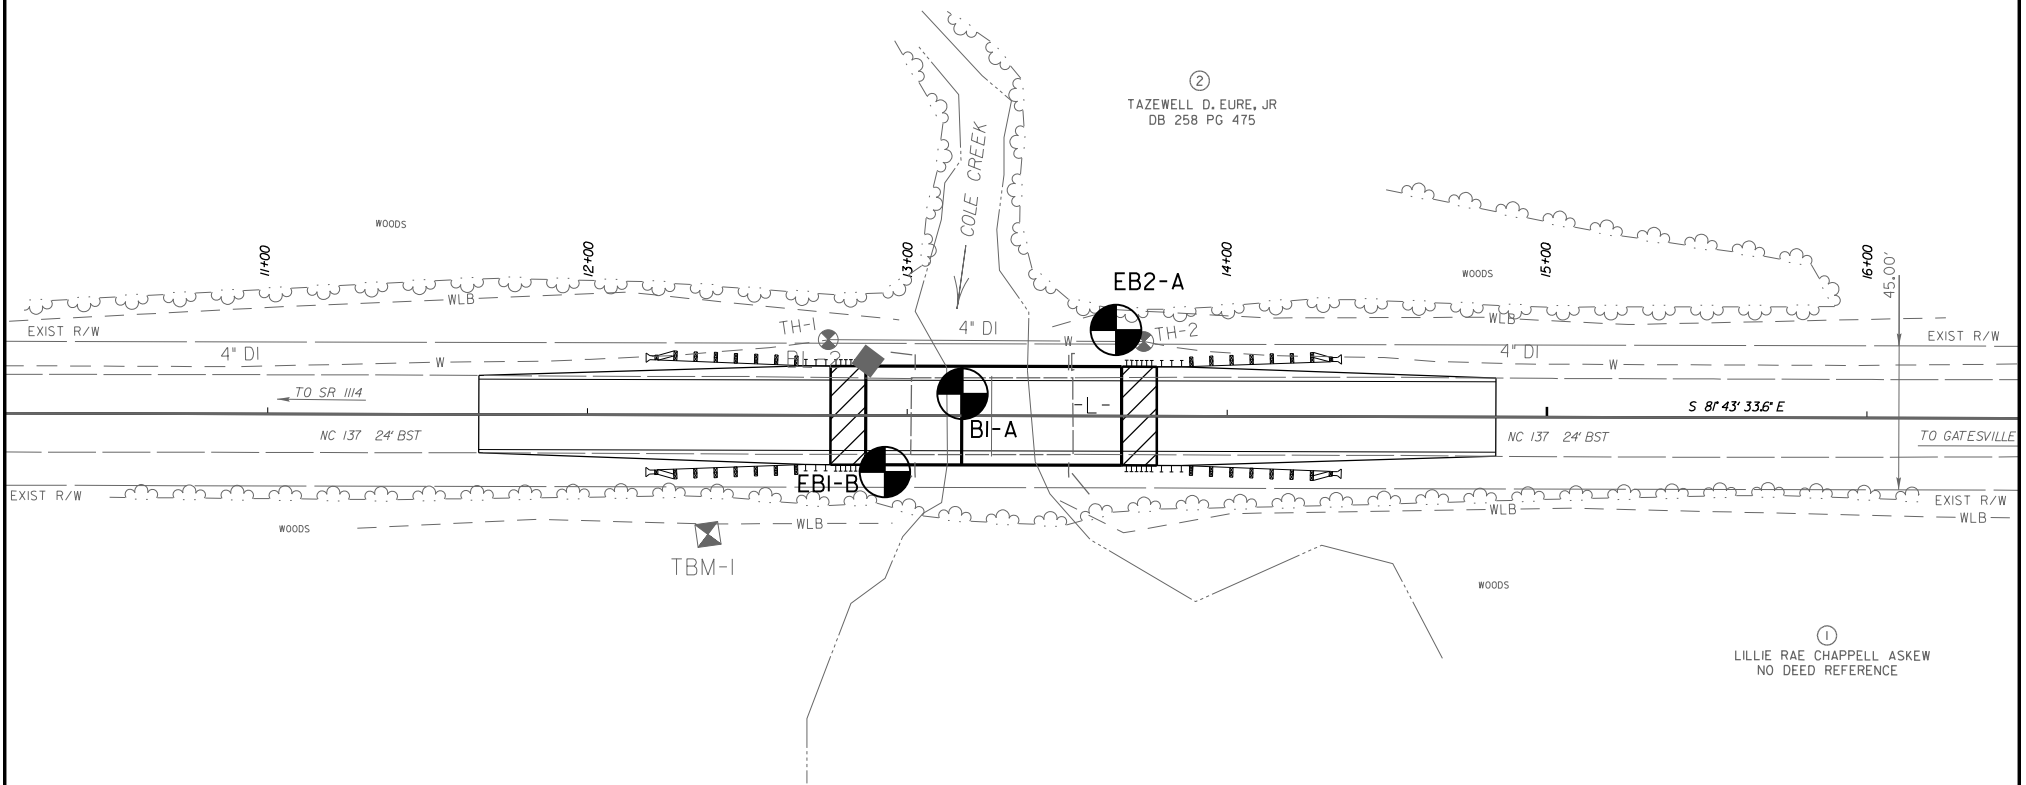 2
TAZEWELL D. EURE, JR
DB 258 PG 475
COLE CREEK
WOODS
11+00
12+00
13+00
14+00
15+00
16+00
WOODS
45.00'
EB2-A
WLB
WLB
EXIST R/W
TH-1
4" DI
W
TH-2
EXIST R/W
4" DI
W
BL-2
4" DI
W
TO SR 1114
-L-
S 81° 43' 33.6" E
NC 137 24' BST
B1-A
NC 137 24' BST
TO GATESVILLE
EB1-B
EXIST R/W
EXIST R/W
WOODS
WLB
WLB
WLB
TBM-1
WOODS
1
LILLIE RAE CHAPPELL ASKEW
NO DEED REFERENCE